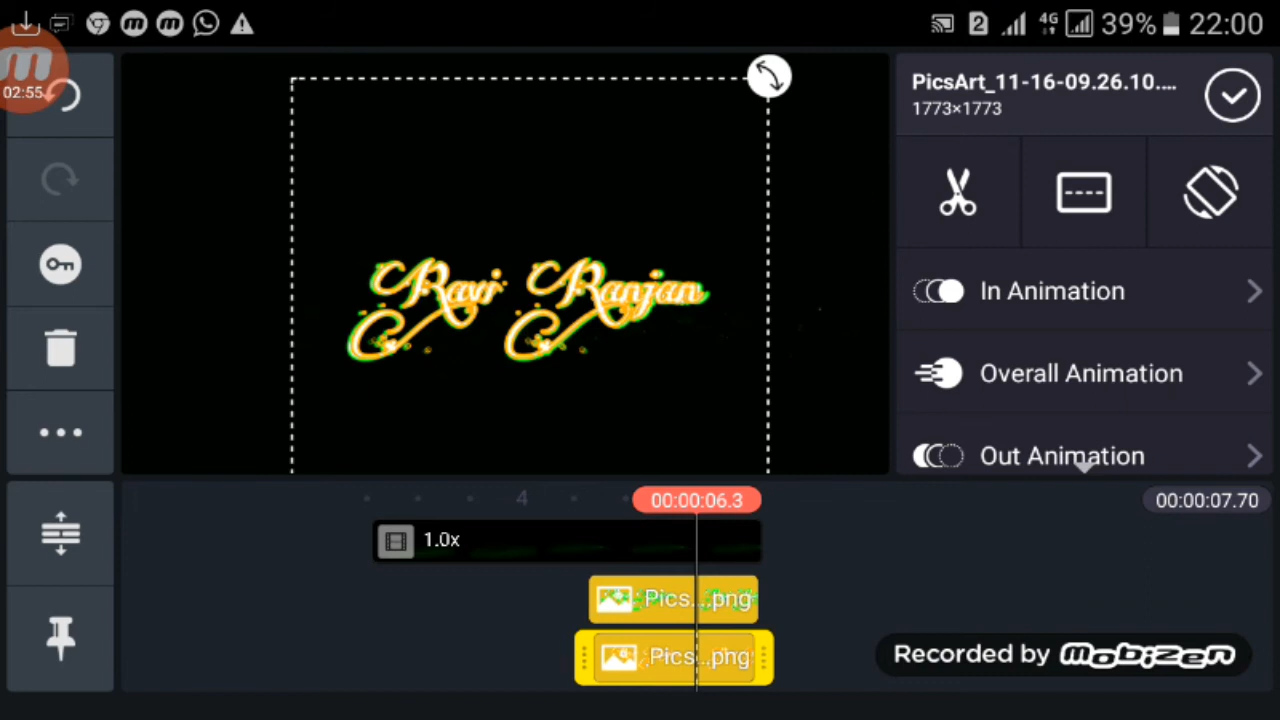 2 4G 39% 22:00
02:55
PicsArt_11-16-09.26.10....
1773×1773
Ravi Ranjan
In Animation
Overall Animation
Out Animation
4
00:00:06.3
00:00:07.70
1.0x
Pics...png
Pics...png
Recorded by mobizen